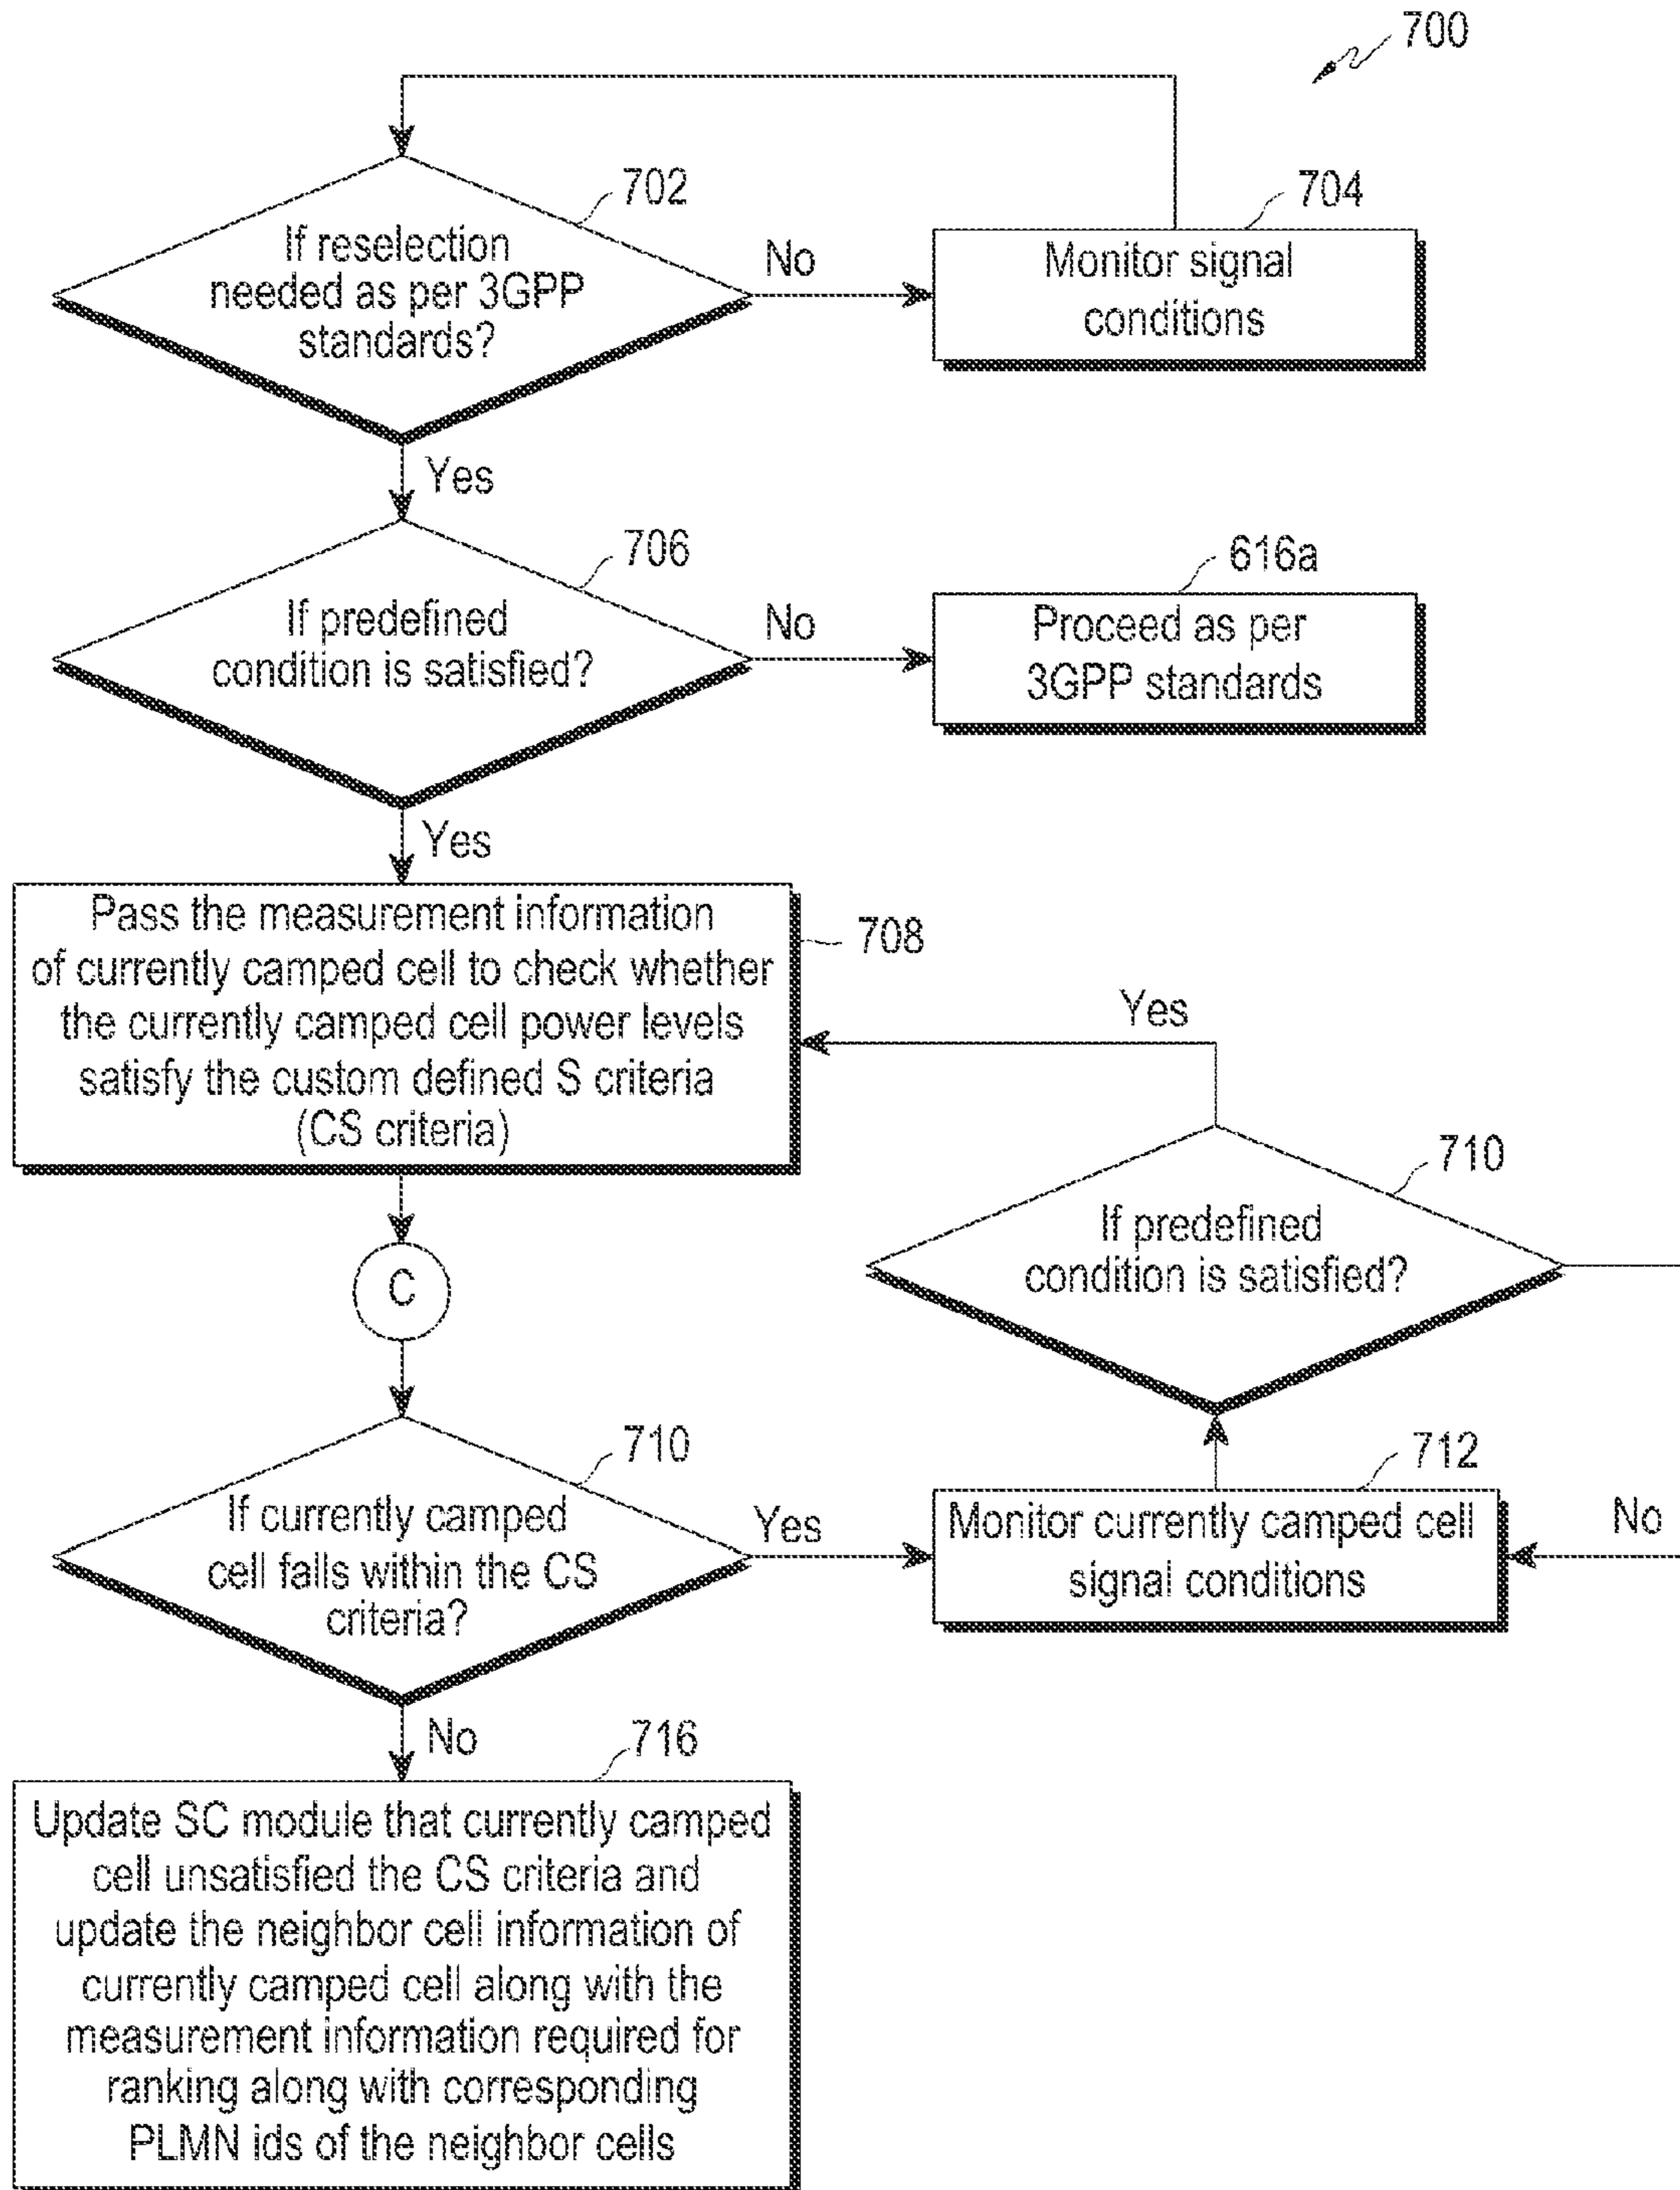 700
702
If reselection
needed as per 3GPP
standards?
No
704
Monitor signal
conditions
Yes
706
If predefined
condition is satisfied?
No
616a
Proceed as per
3GPP standards
Yes
Pass the measurement information
of currently camped cell to check whether
the currently camped cell power levels
satisfy the custom defined S criteria
(CS criteria)
708
Yes
710
If predefined
condition is satisfied?
C
710
If currently camped
cell falls within the CS
criteria?
Yes
712
Monitor currently camped cell
signal conditions
No
No
716
Update SC module that currently camped
cell unsatisfied the CS criteria and
update the neighbor cell information of
currently camped cell along with the
measurement information required for
ranking along with corresponding
PLMN ids of the neighbor cells